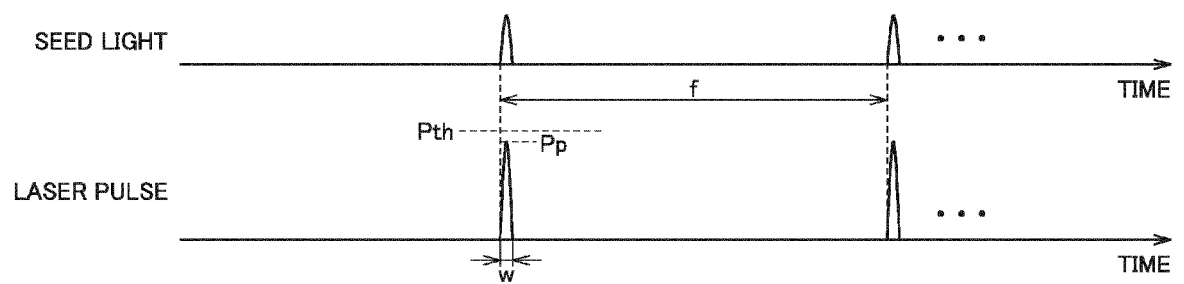 SEED LIGHT
TIME
f
Pth
Pp
LASER PULSE
TIME
w